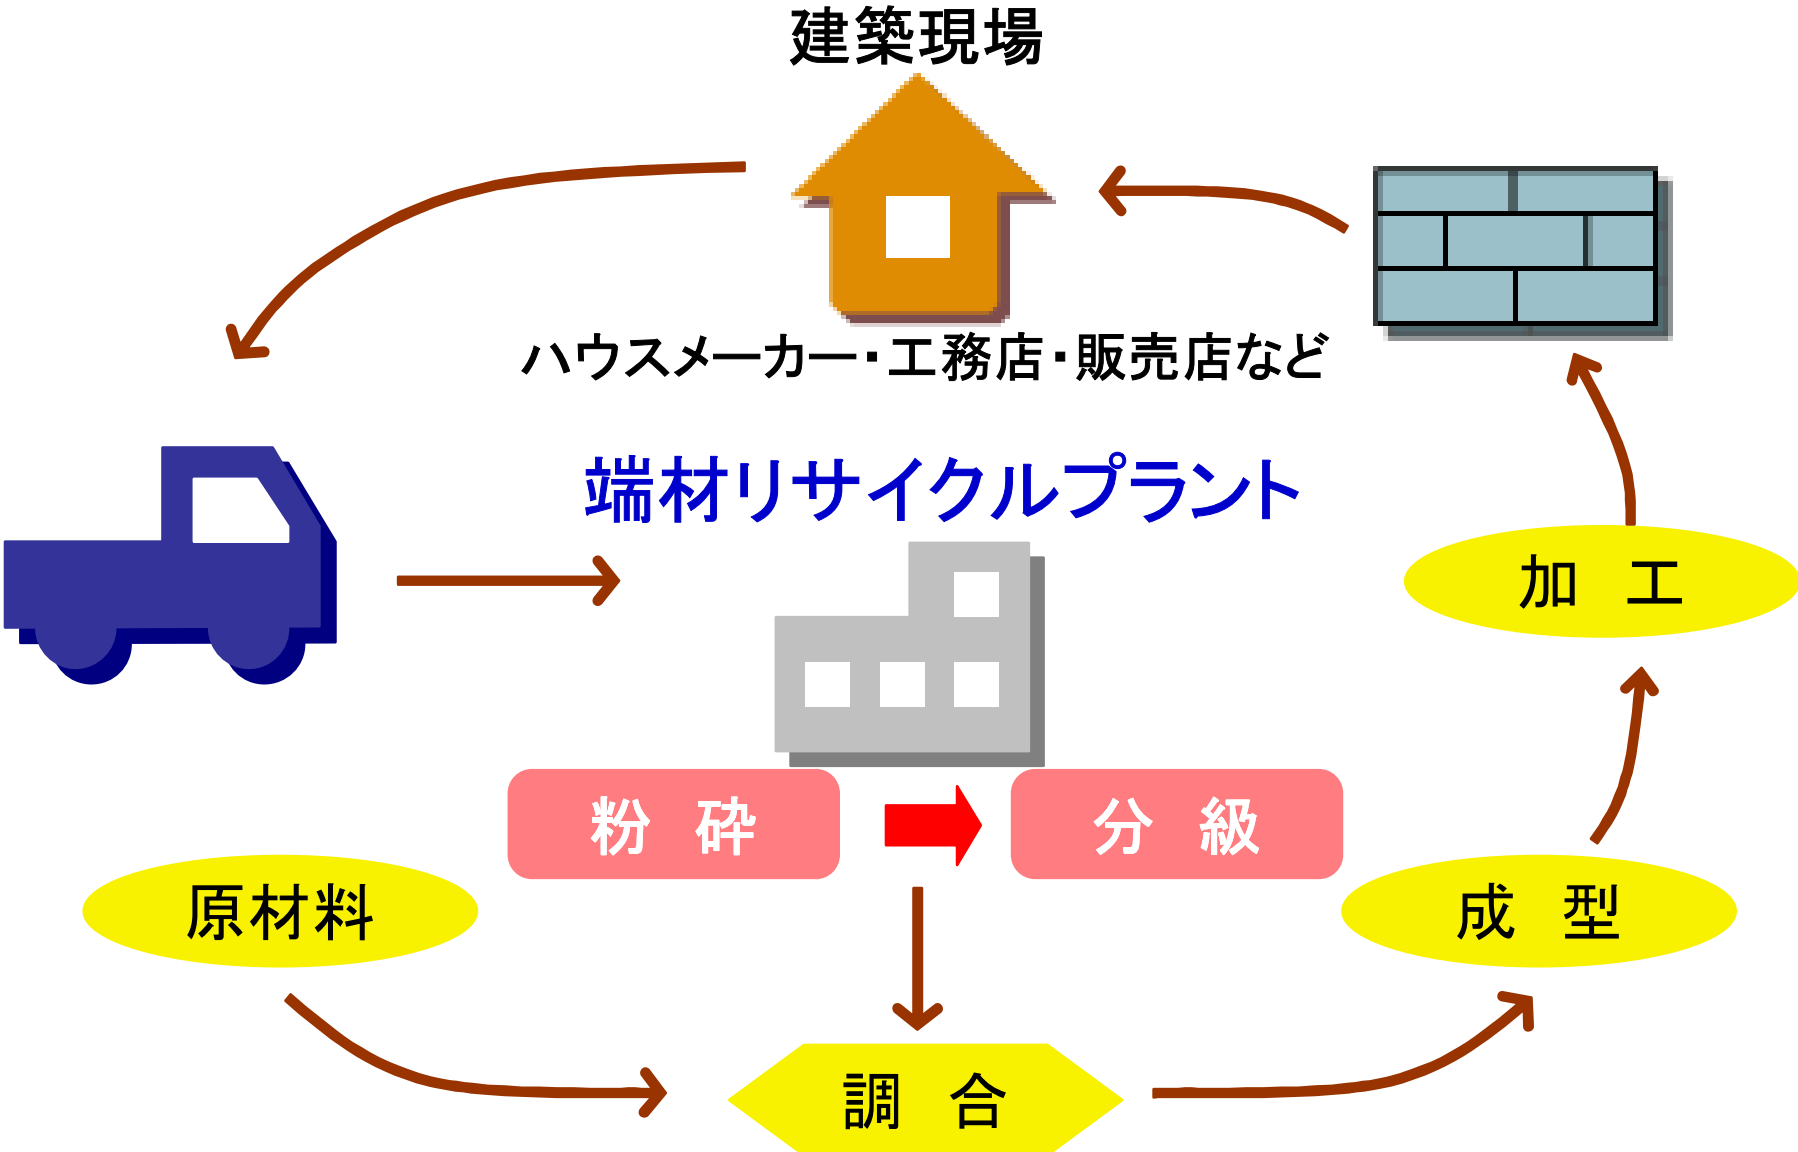 建築現場
ハウスメーカー・工務店・販売店など
端材リサイクルプラント
加 工
粉 砕
分 級
原材料
成 型
調 合